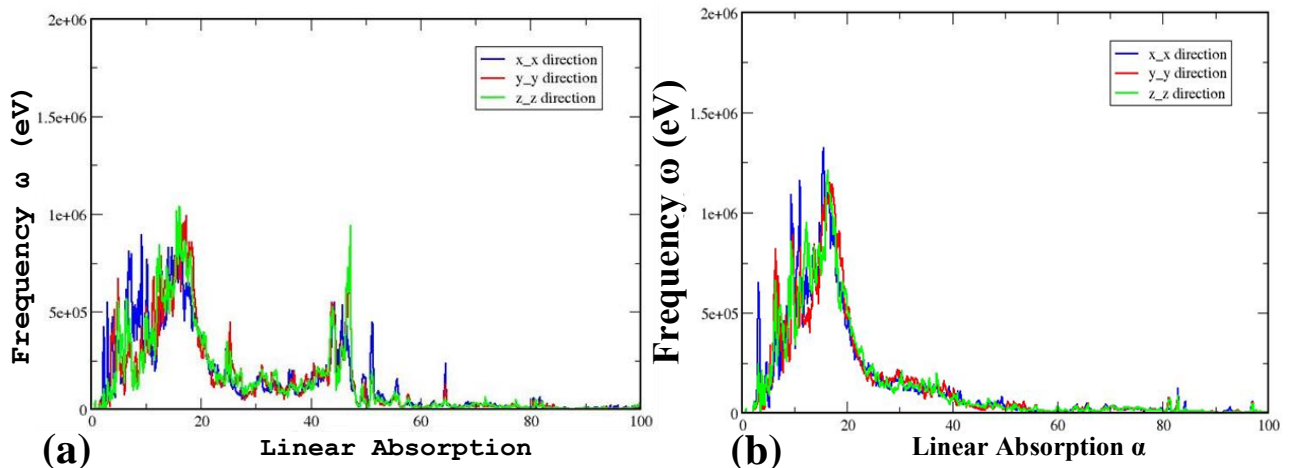 2e+06
1.5e+06
1e+06
5e+05
0
Frequency ω (eV)
x_x direction
y_y direction
z_z direction
0 20 40 60 80 100
(a)
Linear Absorption
2e+06
1.5e+06
1e+06
5e+05
0
Frequency ω (eV)
x_x direction
y_y direction
z_z direction
0 20 40 60 80 100
(b)
Linear Absorption α